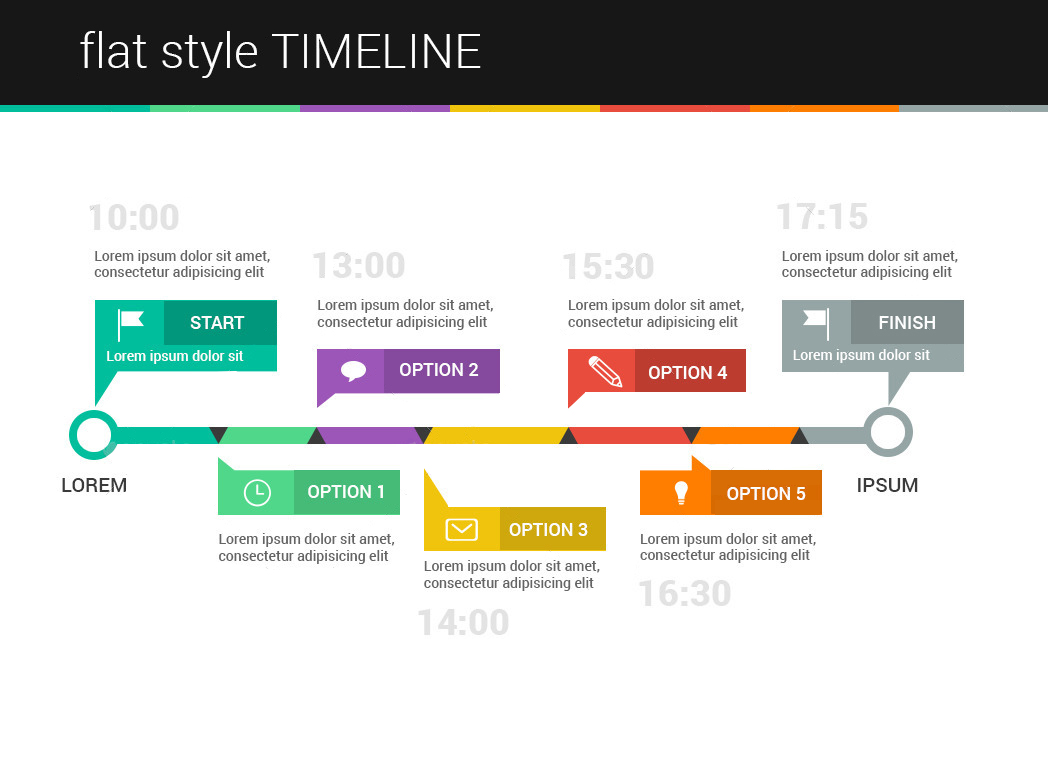 flat style TIMELINE
10:00
Lorem ipsum dolor sit amet,
consectetur adipisicing elit
START
Lorem ipsum dolor sit
13:00
Lorem ipsum dolor sit amet,
consectetur adipisicing elit
OPTION 2
15:30
Lorem ipsum dolor sit amet,
consectetur adipisicing elit
OPTION 4
17:15
Lorem ipsum dolor sit amet,
consectetur adipisicing elit
FINISH
Lorem ipsum dolor sit
LOREM
IPSUM
OPTION 1
Lorem ipsum dolor sit amet,
consectetur adipisicing elit
OPTION 3
Lorem ipsum dolor sit amet,
consectetur adipisicing elit
14:00
OPTION 5
Lorem ipsum dolor sit amet,
consectetur adipisicing elit
16:30